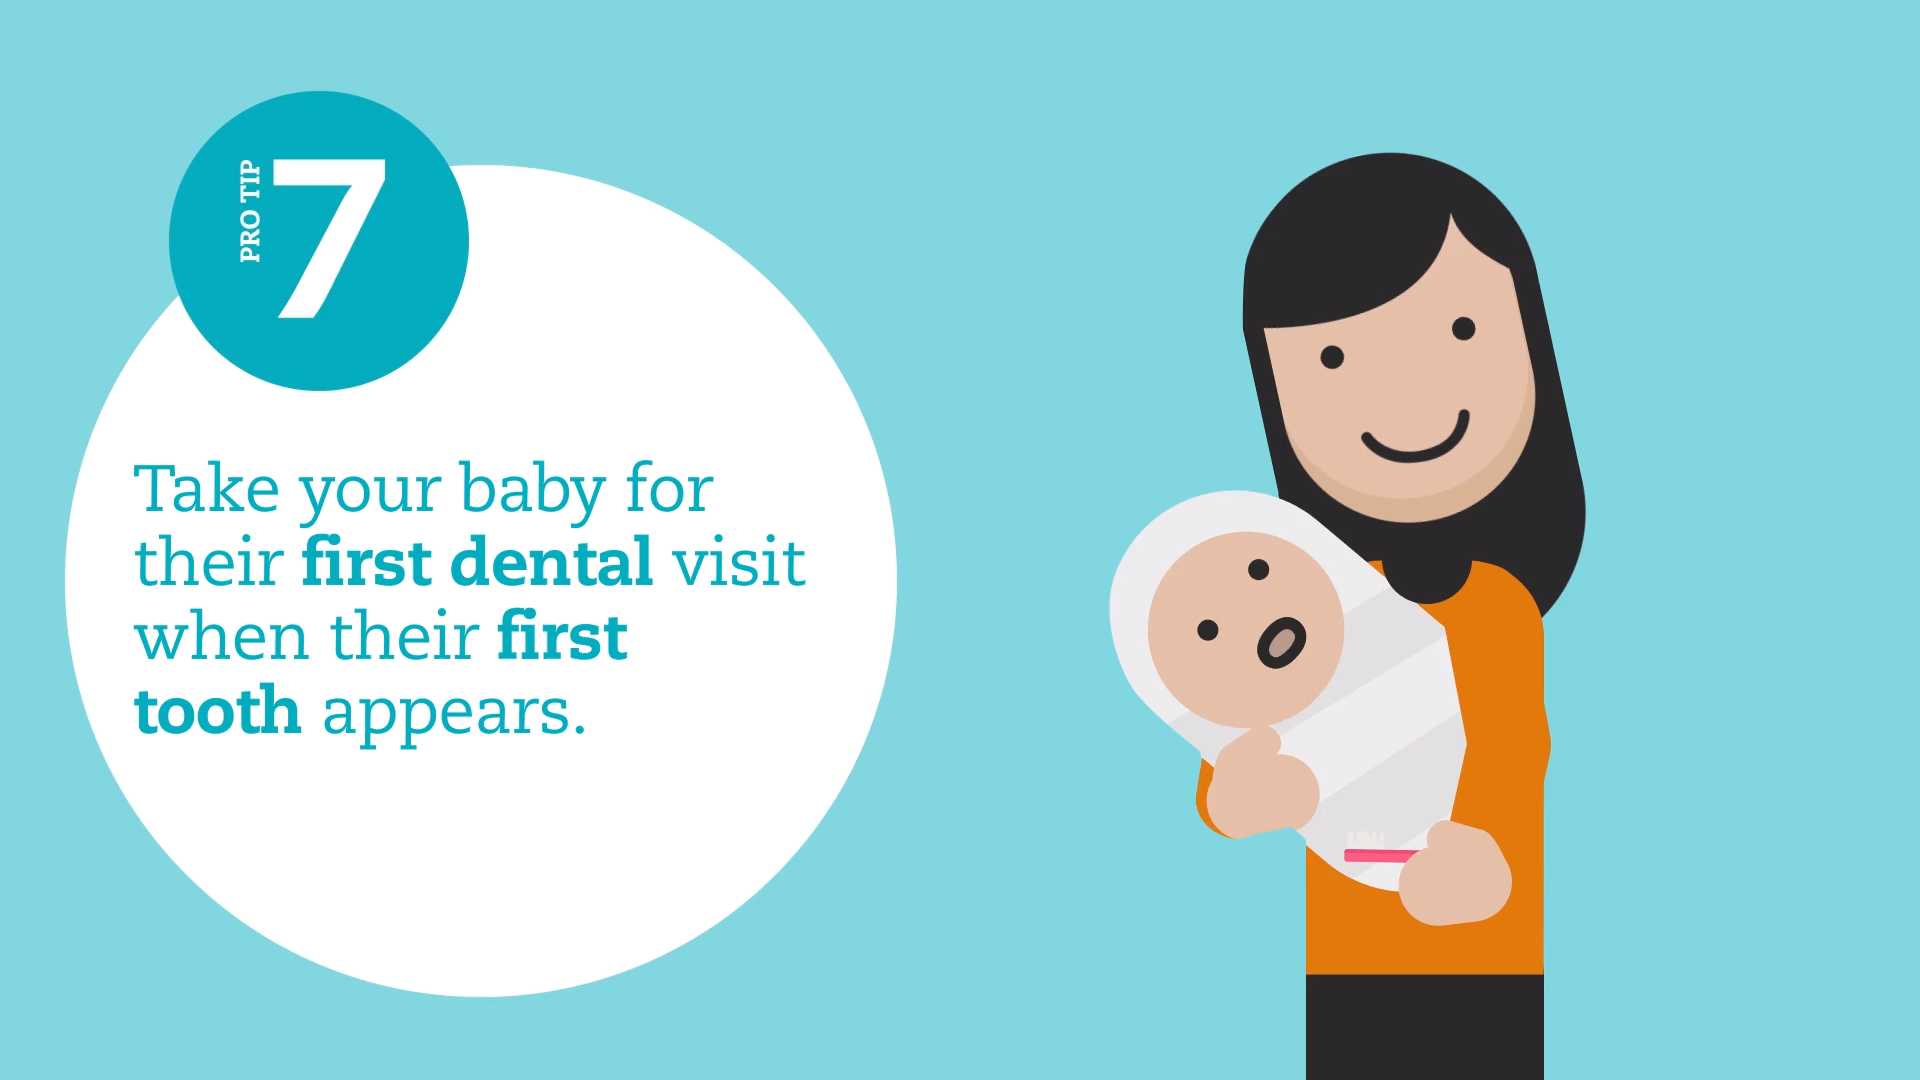 PRO TIP
7
Take your baby for
their first dental visit
when their first
tooth appears.